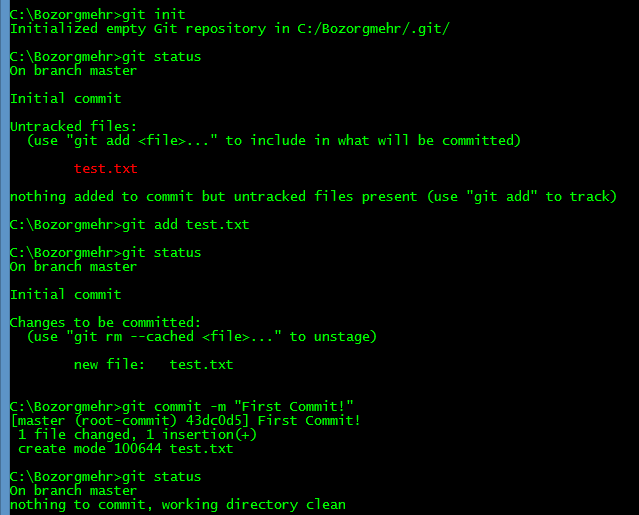 C:\Bozorgmehr>git init
Initialized empty Git repository in C:/Bozorgmehr/.git/
C:\Bozorgmehr>git status
On branch master
Initial commit
Untracked files:
  (use "git add <file>..." to include in what will be committed)
        test.txt
nothing added to commit but untracked files present (use "git add" to track)
C:\Bozorgmehr>git add test.txt
C:\Bozorgmehr>git status
On branch master
Initial commit
Changes to be committed:
  (use "git rm --cached <file>..." to unstage)
        new file:   test.txt
C:\Bozorgmehr>git commit -m "First Commit!"
[master (root-commit) 43dc0d5] First Commit!
 1 file changed, 1 insertion(+)
 create mode 100644 test.txt
C:\Bozorgmehr>git status
On branch master
nothing to commit, working directory clean